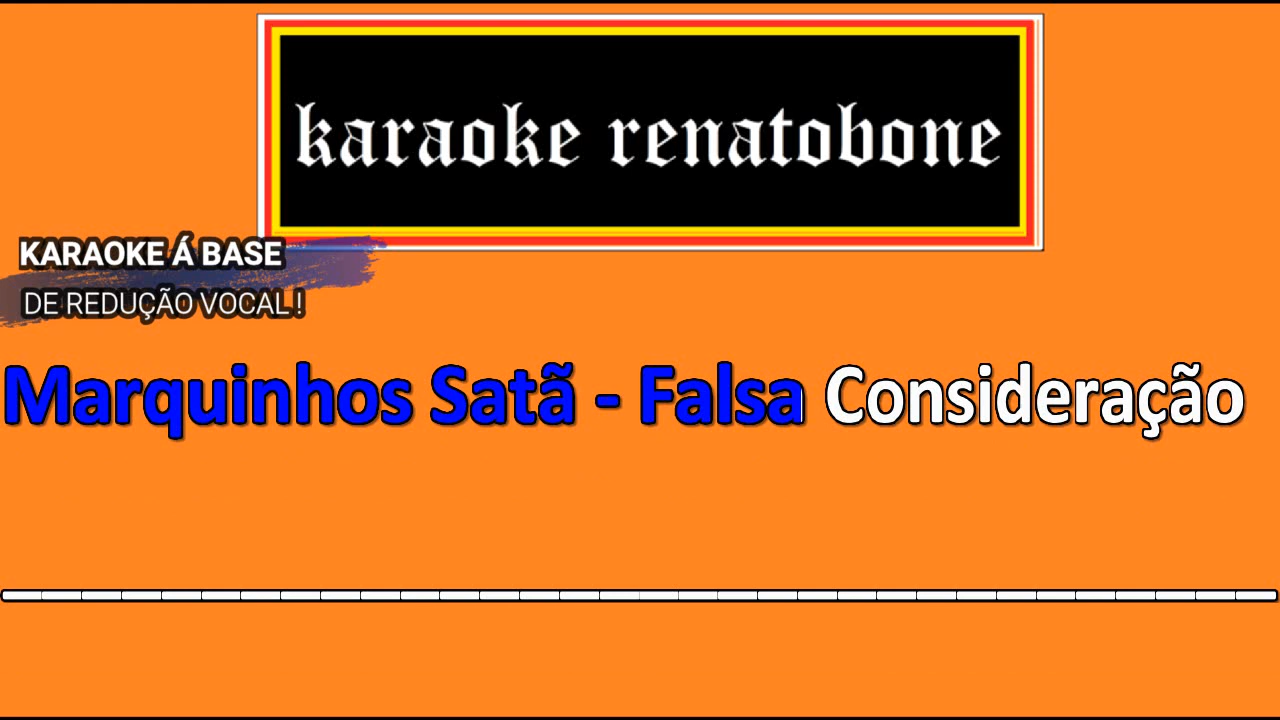 karaoke renatobone
KARAOKE Á BASE
DE REDUÇÃO VOCAL !
Marquinhos Satã - Falsa Consideração